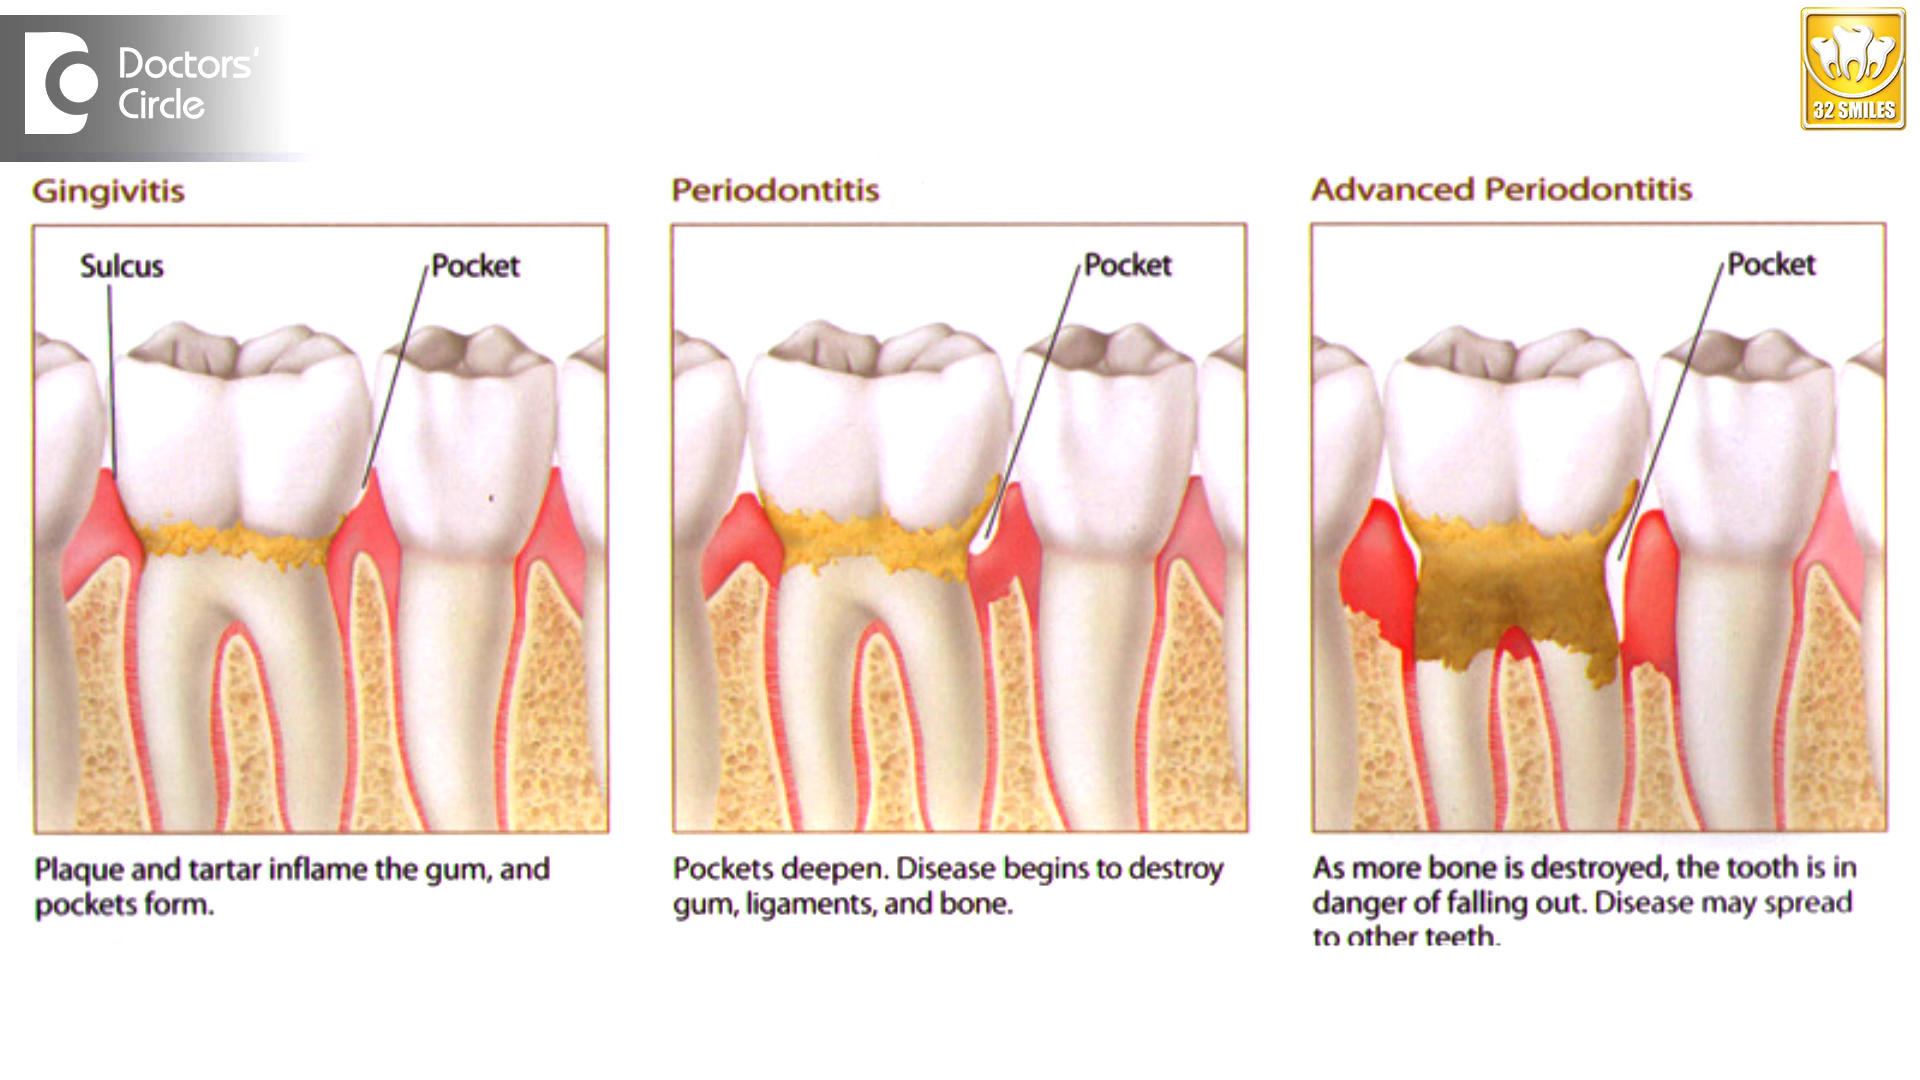 Doctors'
Circle
32 SMILES
Gingivitis
Sulcus
Pocket
Plaque and tartar inflame the gum, and
pockets form.
Periodontitis
Pocket
Pockets deepen. Disease begins to destroy
gum, ligaments, and bone.
Advanced Periodontitis
Pocket
As more bone is destroyed, the tooth is in
danger of falling out. Disease may spread
to other teeth.